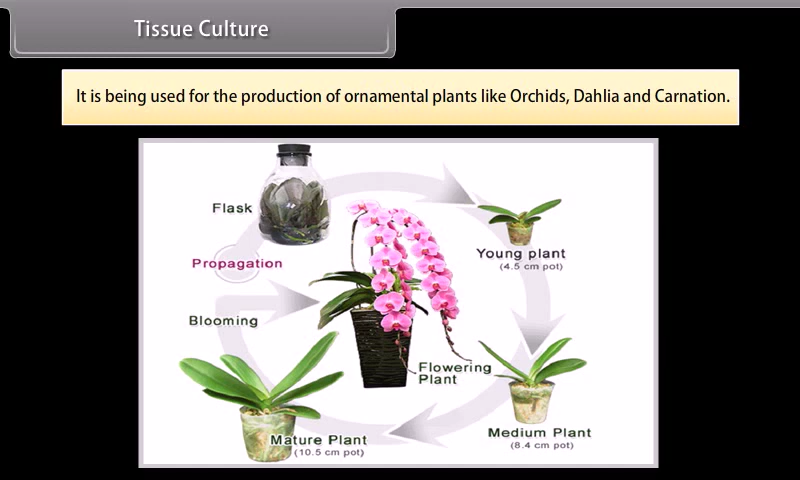 Tissue Culture
It is being used for the production of ornamental plants like Orchids, Dahlia and Carnation.
Flask
Young plant
(4.5 cm pot)
Propagation
Blooming
Flowering
Plant
Medium Plant
(8.4 cm pot)
Mature Plant
(10.5 cm pot)